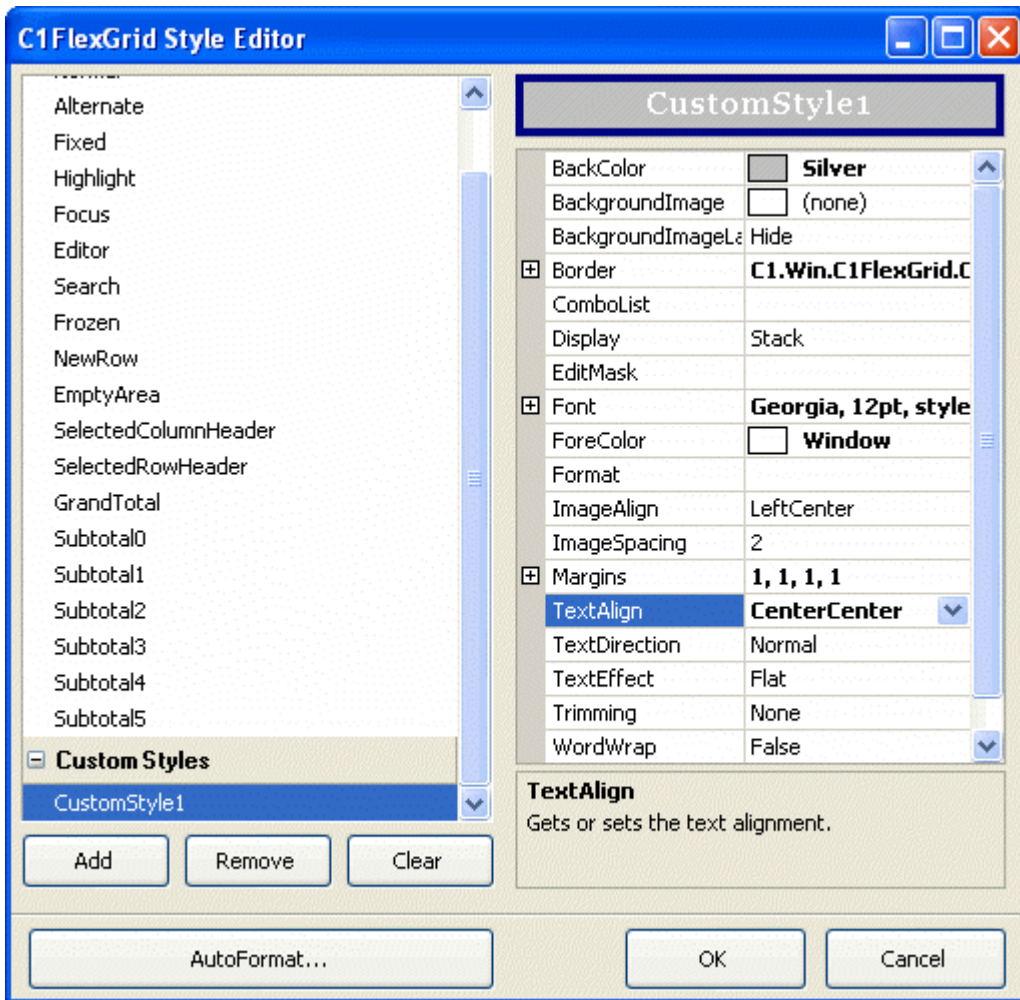 C1FlexGrid Style Editor
Alternate
Fixed
Highlight
Focus
Editor
Search
Frozen
NewRow
EmptyArea
SelectedColumnHeader
SelectedRowHeader
GrandTotal
Subtotal0
Subtotal1
Subtotal2
Subtotal3
Subtotal4
Subtotal5
Custom Styles
CustomStyle1
Add Remove Clear
CustomStyle1
BackColor Silver
BackgroundImage (none)
BackgroundImageLa Hide
Border C1.Win.C1FlexGrid.C
ComboList
Display Stack
EditMask
Font Georgia, 12pt, style
ForeColor Window
Format
ImageAlign LeftCenter
ImageSpacing 2
Margins 1, 1, 1, 1
TextAlign CenterCenter
TextDirection Normal
TextEffect Flat
Trimming None
WordWrap False
TextAlign
Gets or sets the text alignment.
AutoFormat... OK Cancel